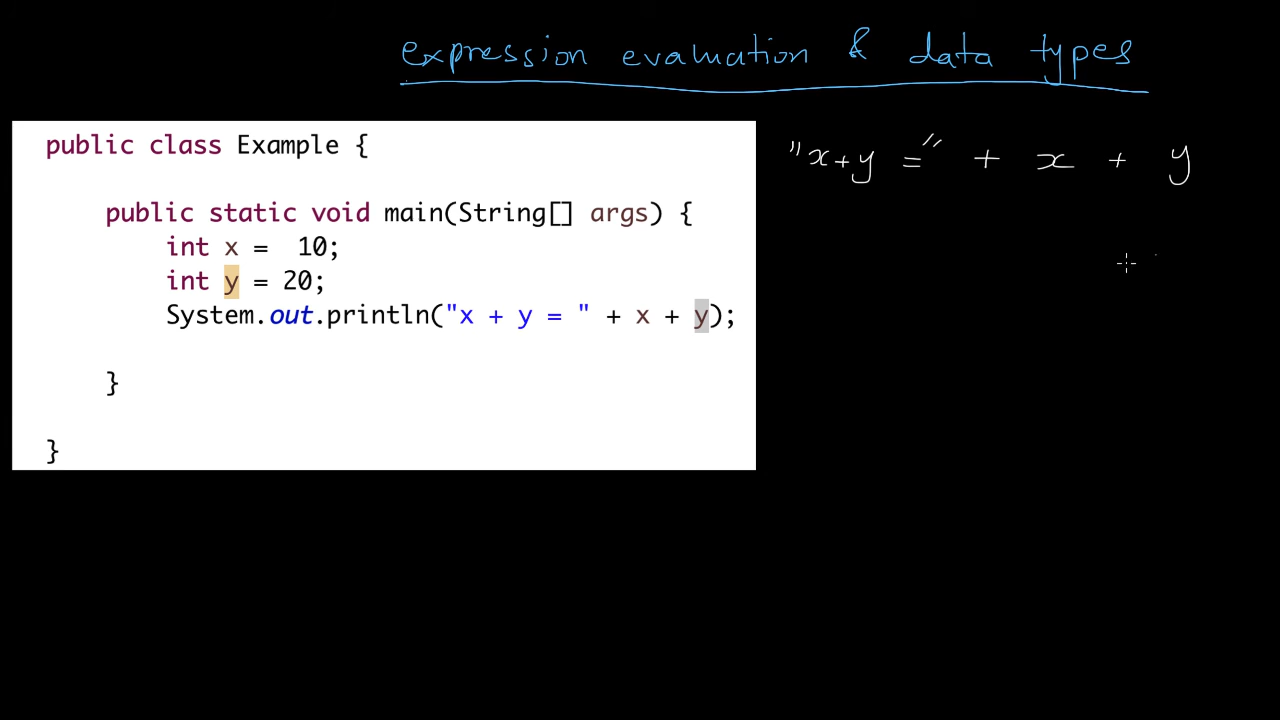 expression evaluation & data types
public class Example {
public static void main(String[] args) {
int x =  10;
int y = 20;
System.out.println("x + y = " + x + y);
}
}
"x+y =" + x + y